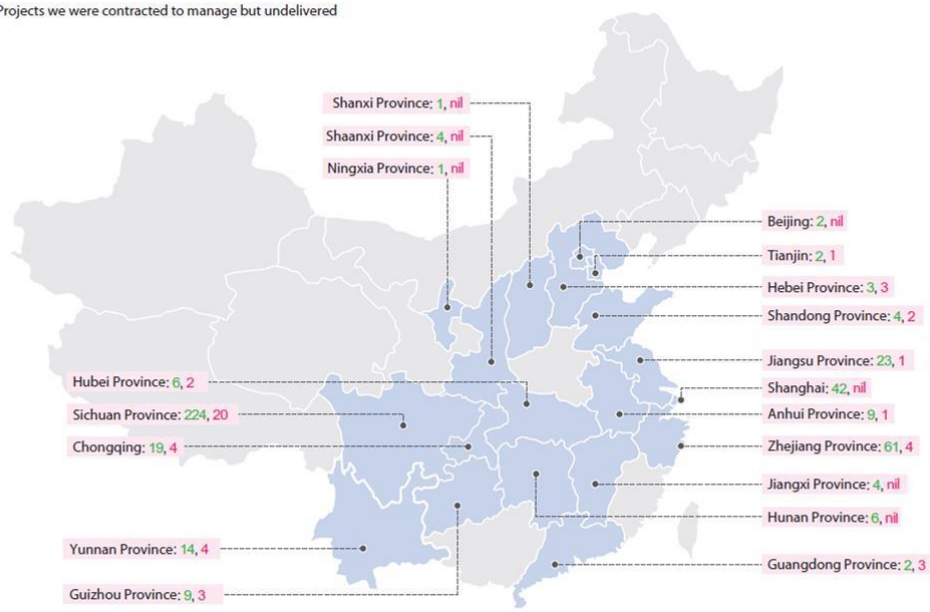 Projects we were contracted to manage but undelivered
Shanxi Province: 1, nil
Shaanxi Province: 4, nil
Ningxia Province: 1, nil
Beijing: 2, nil
Tianjin: 2, 1
Hebei Province: 3, 3
Shandong Province: 4, 2
Jiangsu Province: 23, 1
Shanghai: 42, nil
Anhui Province: 9, 1
Zhejiang Province: 61, 4
Jiangxi Province: 4, nil
Hunan Province: 6, nil
Guangdong Province: 2, 3
Hubei Province: 6, 2
Sichuan Province: 224, 20
Chongqing: 19, 4
Yunnan Province: 14, 4
Guizhou Province: 9, 3